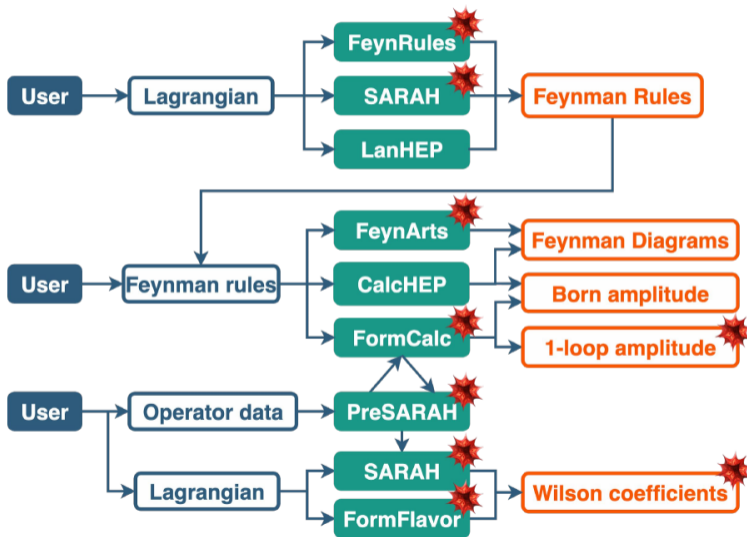 FeynRules
User
Lagrangian
SARAH
Feynman Rules
LanHEP
FeynArts
Feynman Diagrams
User
Feynman rules
CalcHEP
Born amplitude
FormCalc
1-loop amplitude
User
Operator data
PreSARAH
Lagrangian
SARAH
Wilson coefficients
FormFlavor